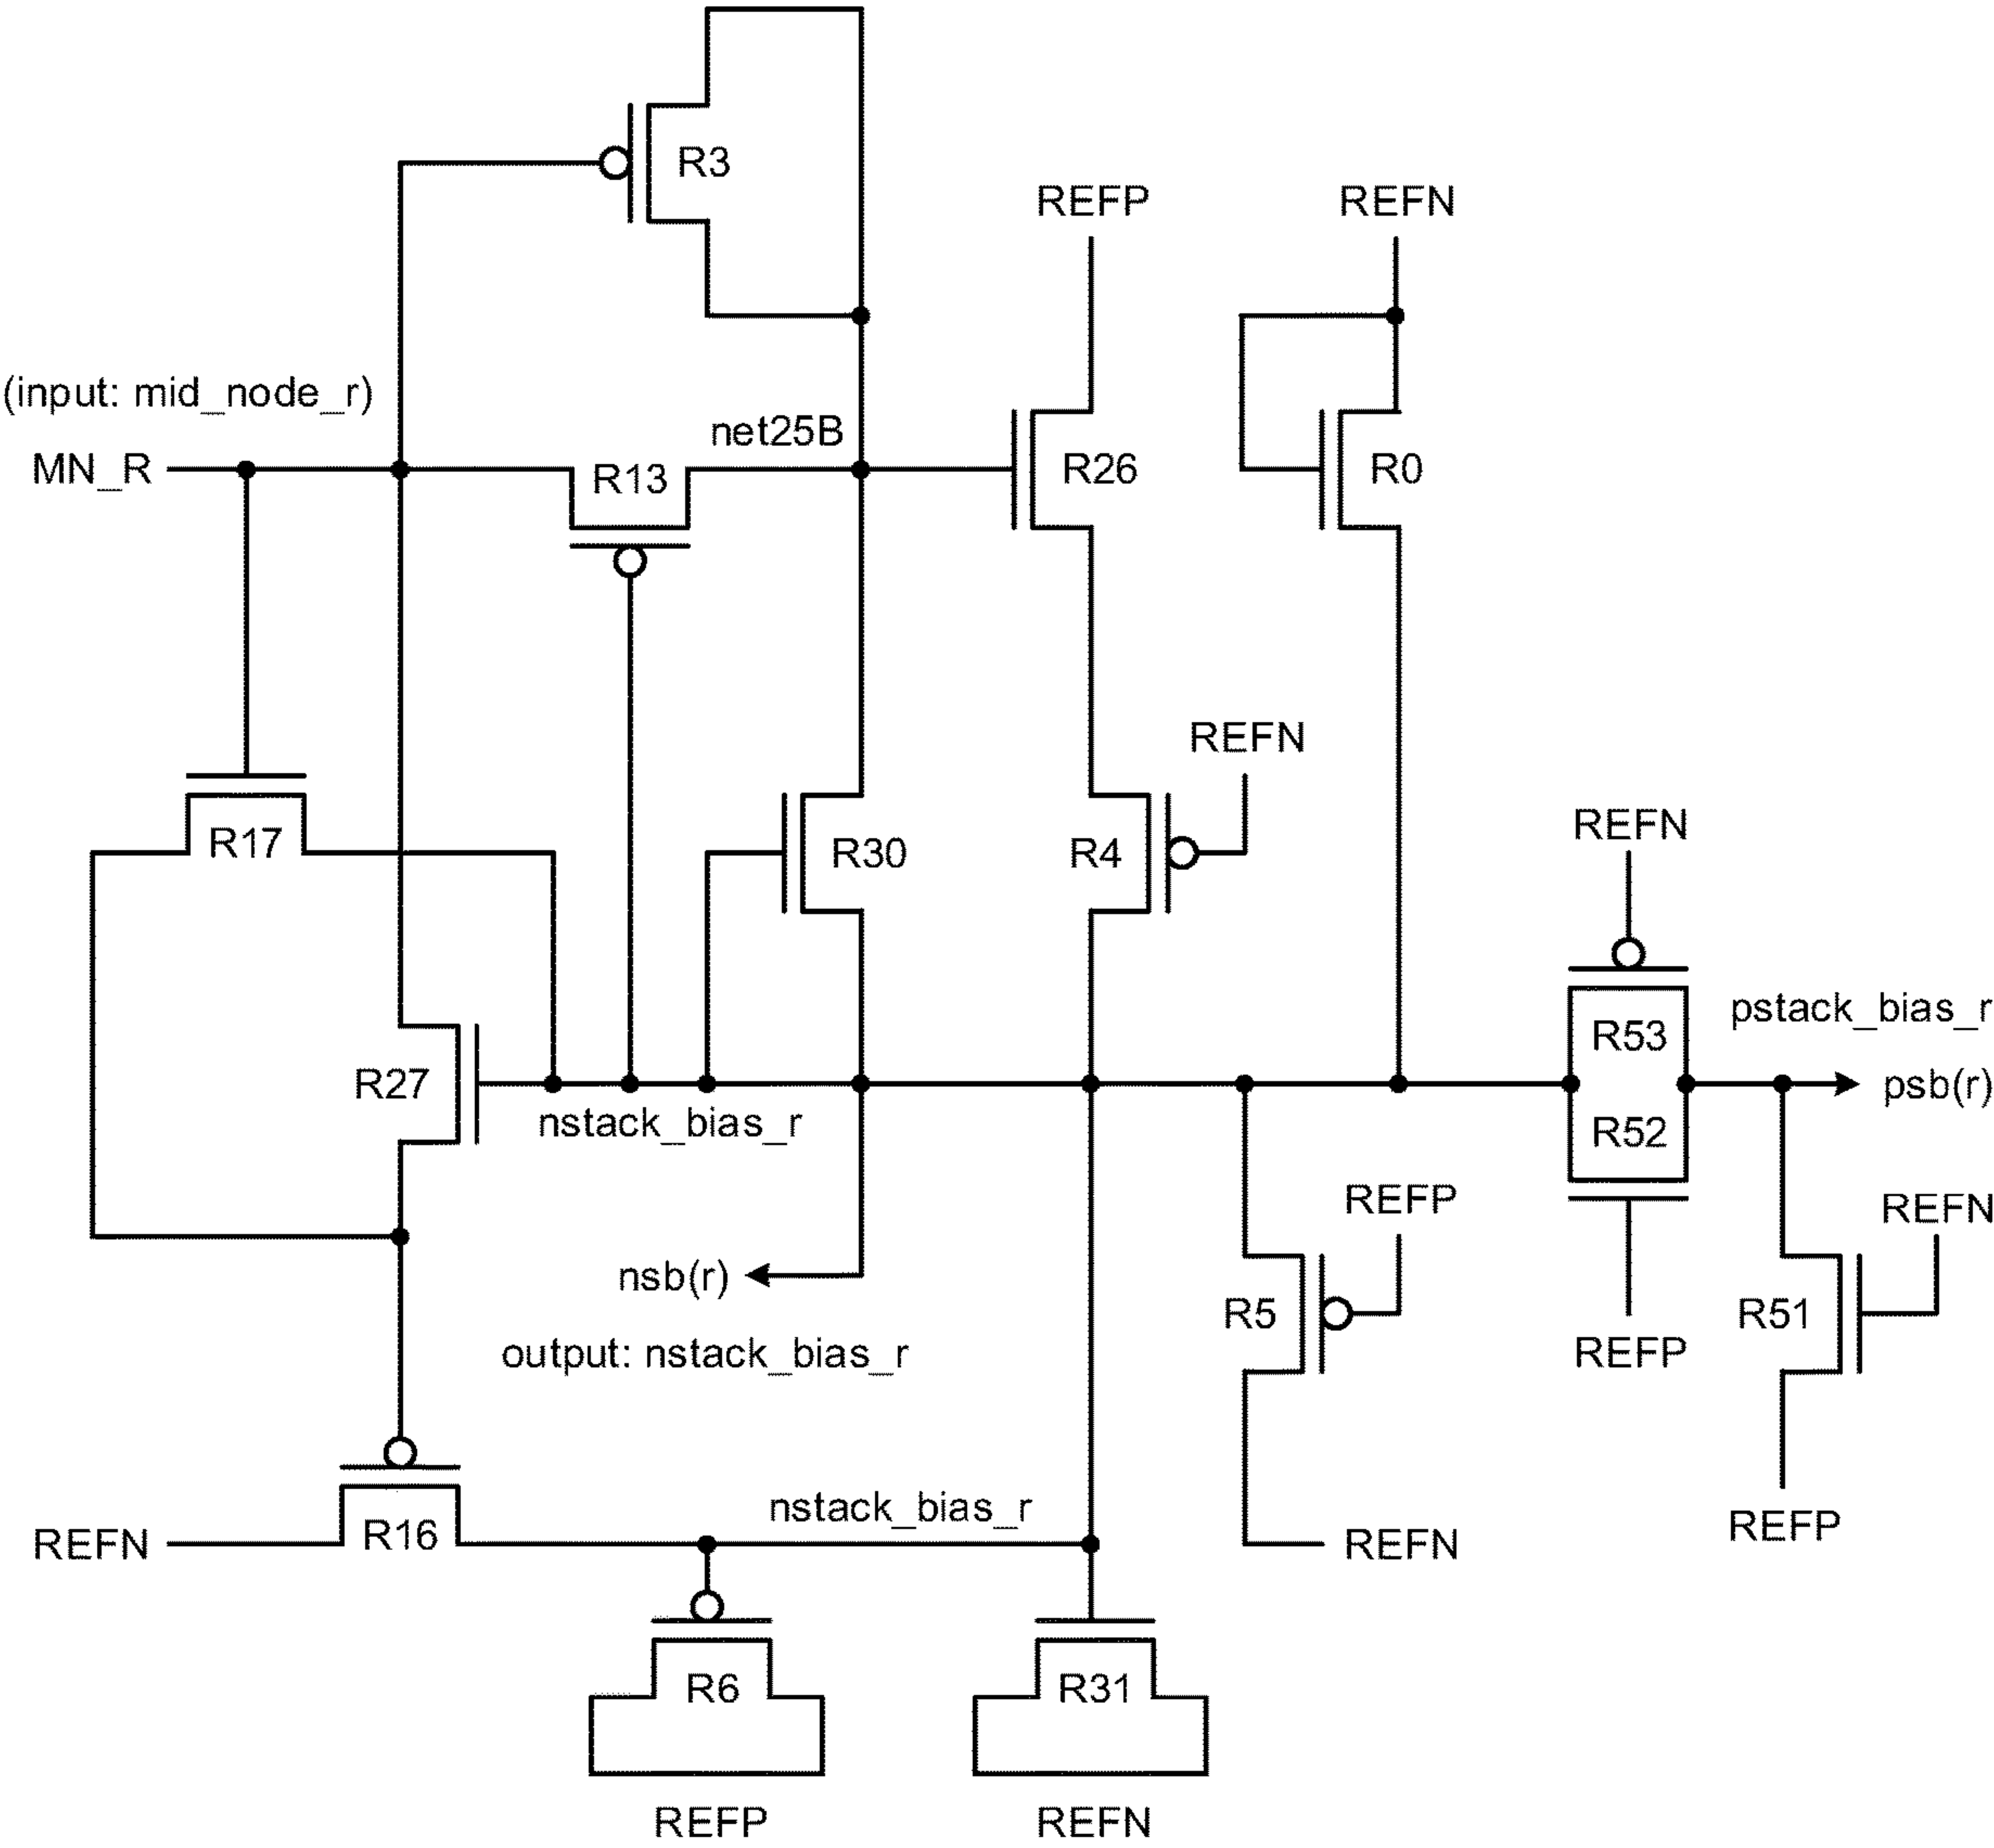 R3
REFP
REFN
(input: mid_node_r)
net25B
MN_R
R13
R26
R0
REFN
REFN
R17
R30
R4
pstack_bias_r
R53
R27
psb(r)
nstack_bias_r
R52
REFP
REFN
nsb(r)
R5
R51
output: nstack_bias_r
REFP
nstack_bias_r
REFP
REFN
R16
REFN
R6
R31
REFP
REFN